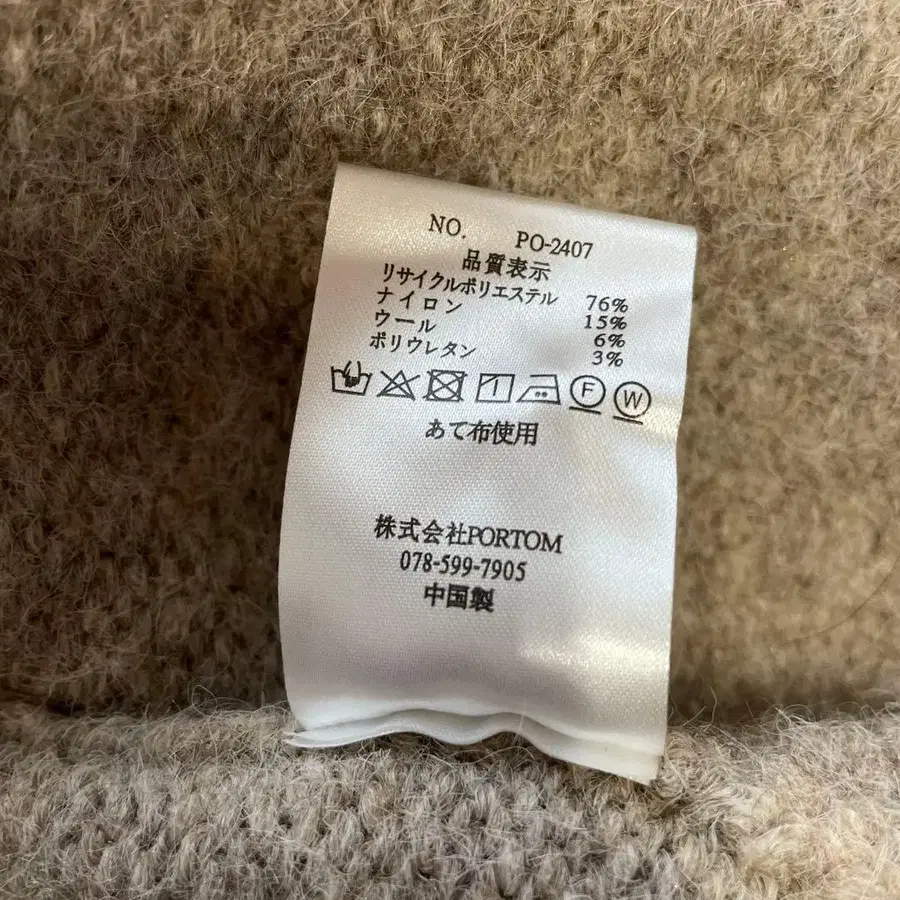 NO. PO-2407
品質表示
リサイクルポリエステル 76%
ナイロン 15%
ウール 6%
ポリウレタン 3%
F W
あて布使用
株式会社PORTOM
078-599-7905
中国製